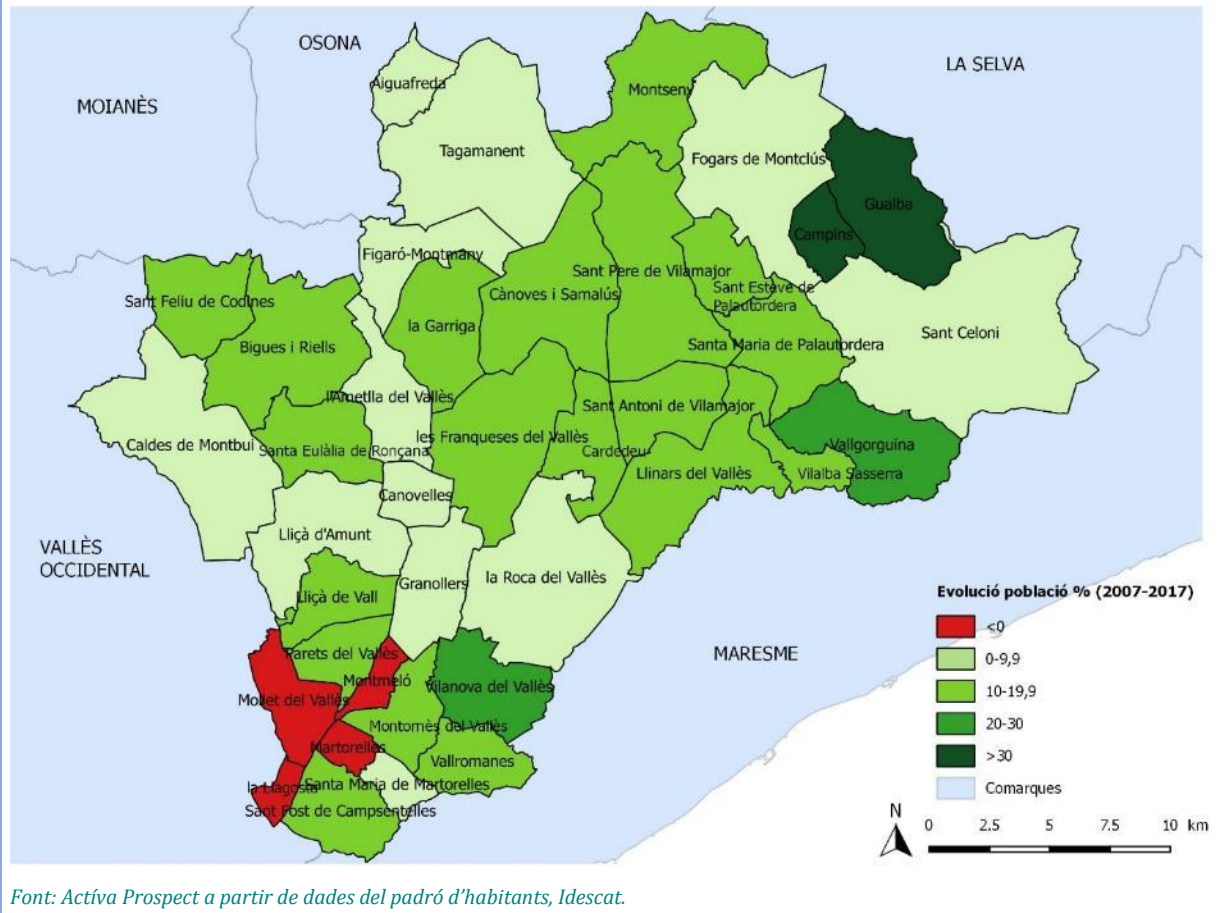 OSONA
LA SELVA
MOIANÈS
Aiguafreda
Montseny
Tagamanent
Fogars de Montclús
Gualba
Campins
Figaró-Montmany
Sant Pere de Vilamajor
Sant Esteve de
Palautordera
Cànoves i Samalús
Sant Feliu de Codines
la Garriga
Sant Celoni
Bigues i Riells
Santa Maria de Palautordera
l'Ametlla del Vallès
Sant Antoni de Vilamajor
Caldes de Montbui
Santa Eulàlia de Ronçana
les Franqueses del Vallès
Cardedeu
Vallgorguina
Llinars del Vallès
Vilalba Sasserra
Canovelles
Lliçà d'Amunt
VALLÈS
OCCIDENTAL
Granollers
la Roca del Vallès
Lliçà de Vall
Parets del Vallès
MARESME
Montmeló
Vilanova del Vallès
Mollet del Vallès
Montornès del Vallès
Martorelles
Vallromanes
la Llagosta
Santa Maria de Martorelles
Sant Fost de Campsentelles
Evolució població % (2007-2017)
<0
0-9,9
10-19,9
20-30
>30
Comarques
N
0 2.5 5 7.5 10 km
Font: Actíva Prospect a partir de dades del padró d'habitants, Idescat.